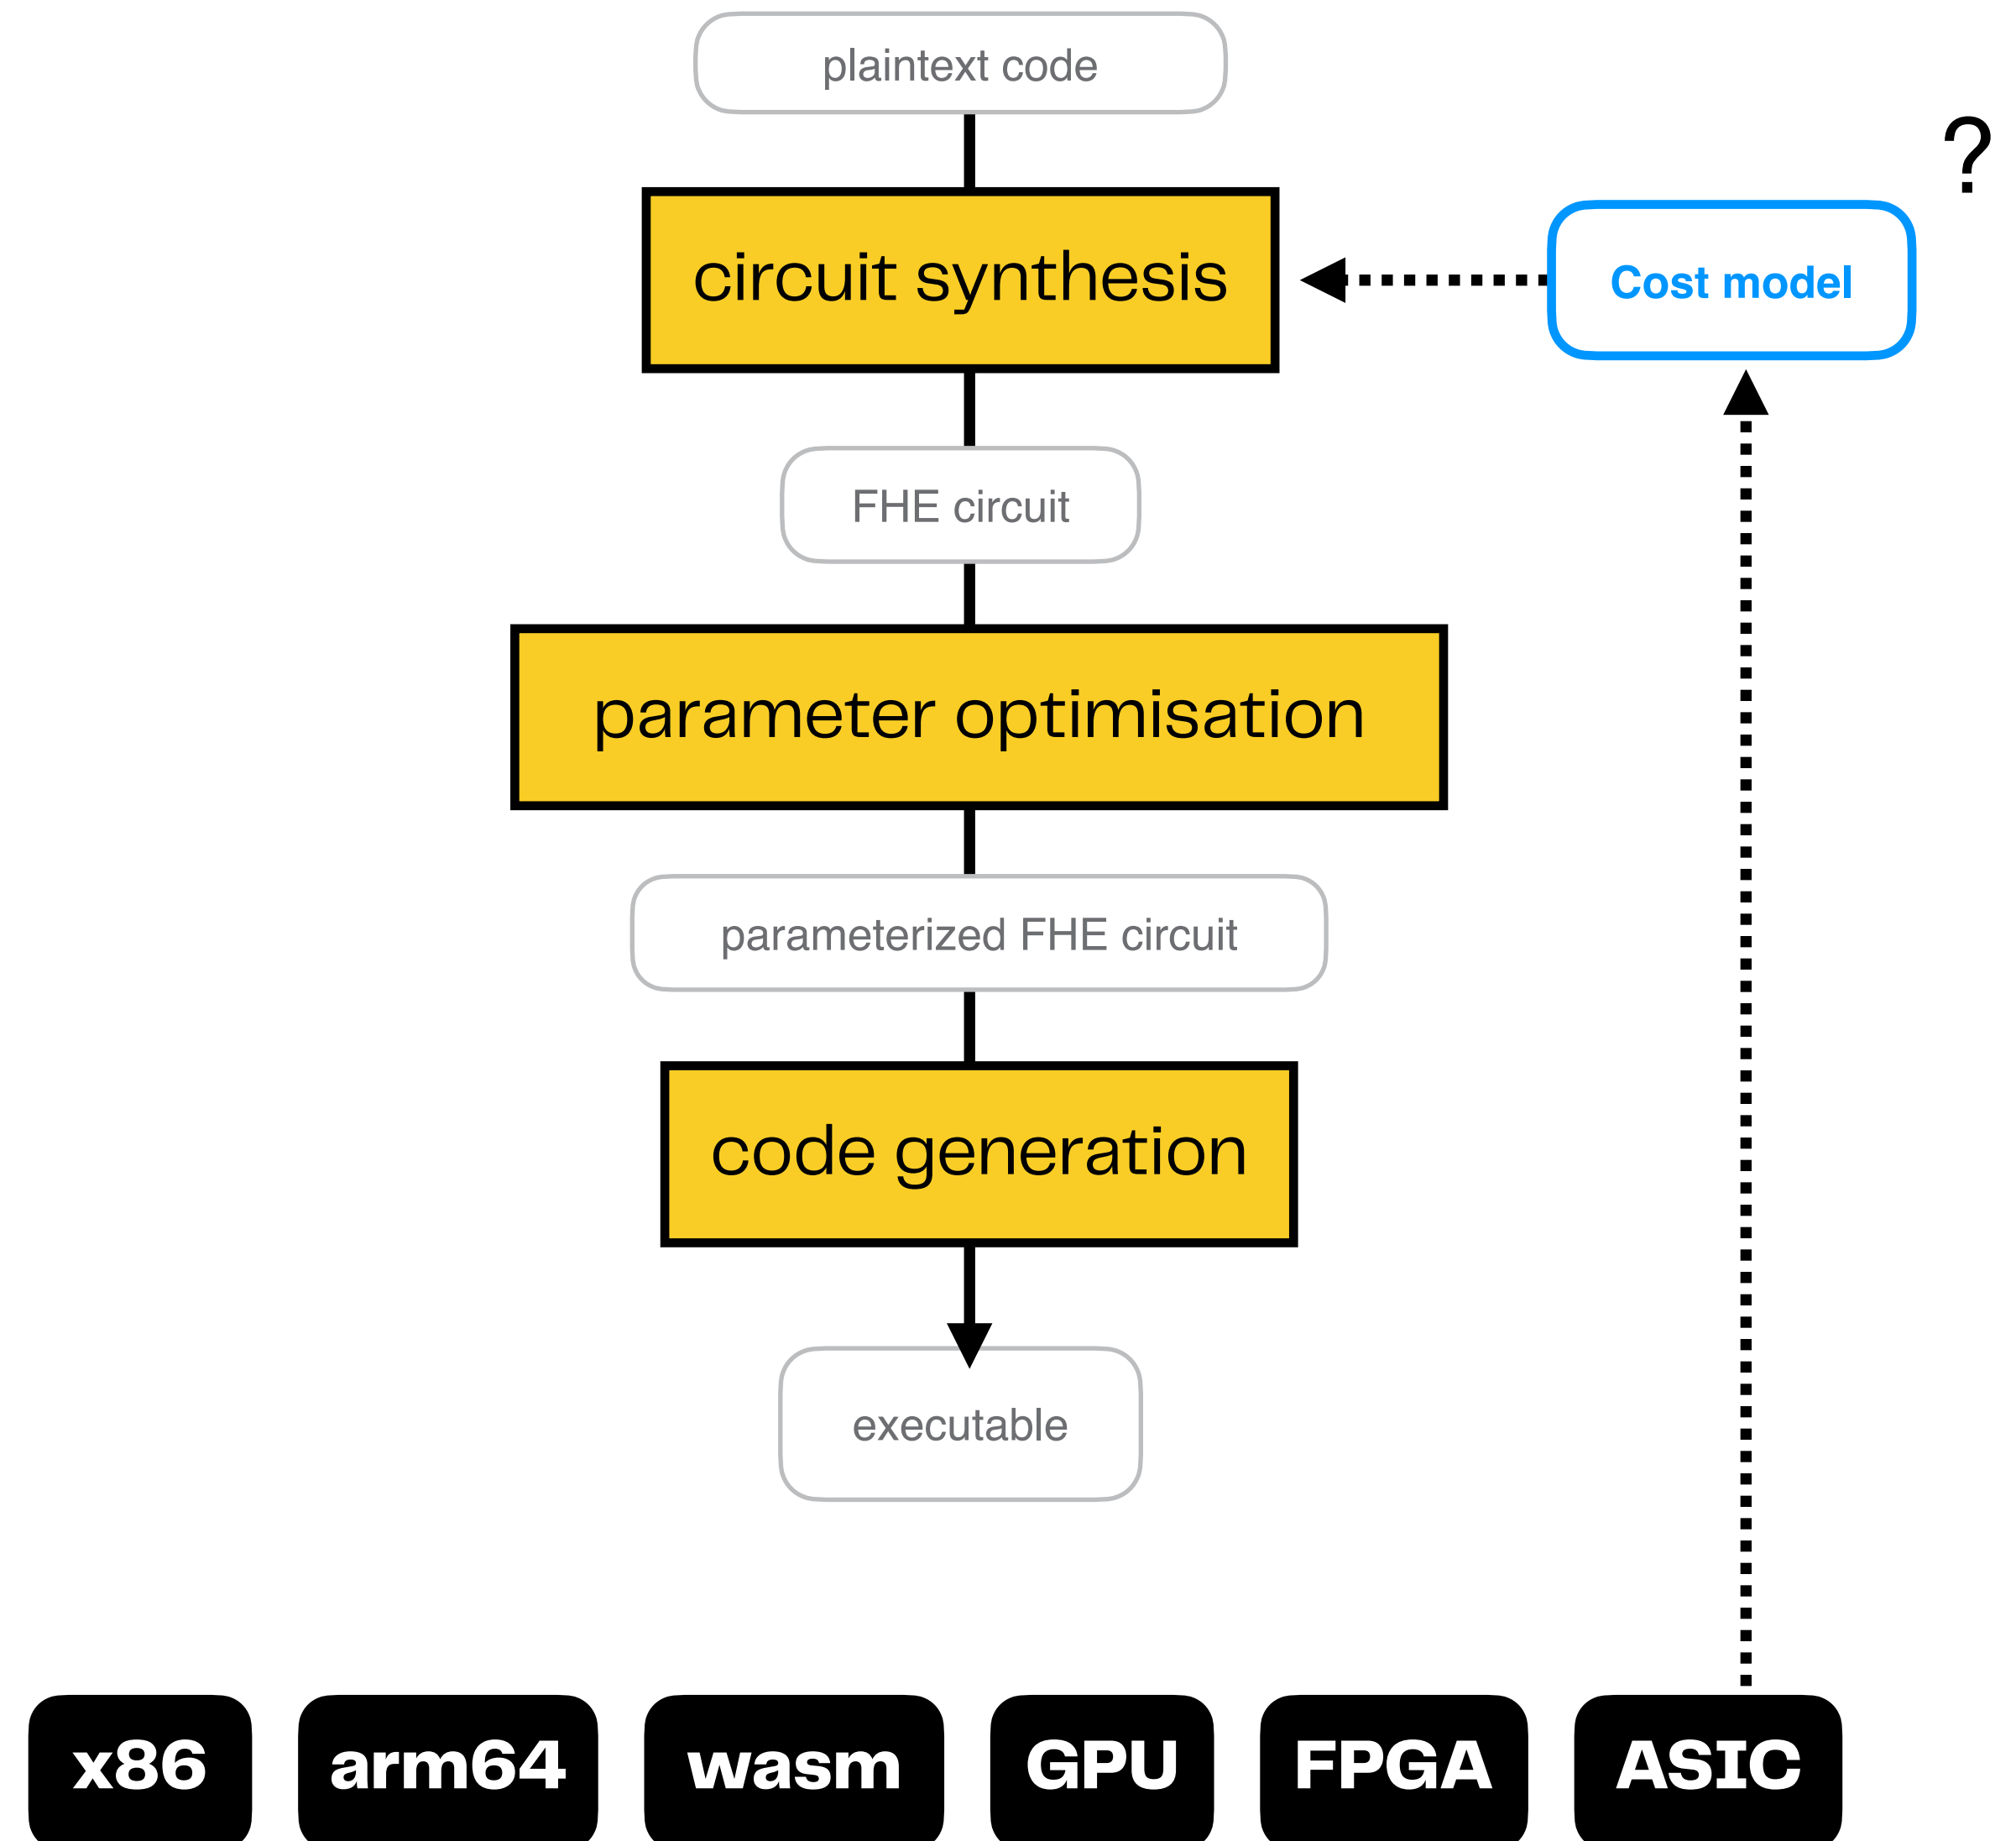 plaintext code
?
circuit synthesis
Cost model
FHE circuit
parameter optimisation
parameterized FHE circuit
code generation
executable
x86
arm64
wasm
GPU
FPGA
ASIC